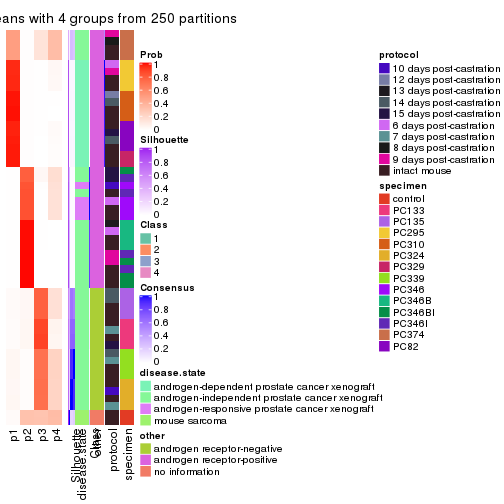 eans with 4 groups from 250 partitions
Prob
1
0.8
0.6
0.4
0.2
0
Silhouette
1
0.8
0.6
0.4
0.2
0
Class
1
2
3
4
Consensus
1
0.8
0.6
0.4
0.2
0
disease.state
androgen-dependent prostate cancer xenograft
androgen-independent prostate cancer xenograft
androgen-responsive prostate cancer xenograft
mouse sarcoma
other
androgen receptor-negative
androgen receptor-positive
no information
protocol
10 days post-castration
12 days post-castration
13 days post-castration
14 days post-castration
15 days post-castration
6 days post-castration
7 days post-castration
8 days post-castration
9 days post-castration
intact mouse
specimen
control
PC133
PC135
PC295
PC310
PC324
PC329
PC339
PC346
PC346B
PC346BI
PC346I
PC374
PC82
p1
p2
p3
p4
Silhouette
disease.state
Class
other
protocol
specimen